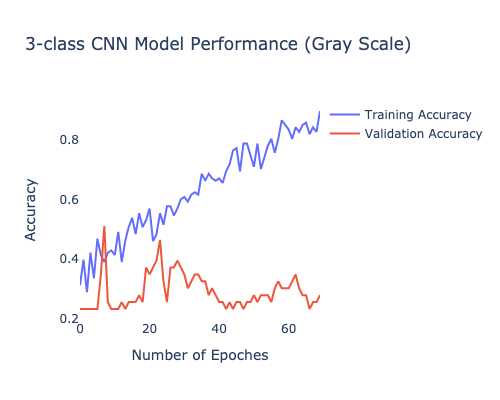 3-class CNN Model Performance (Gray Scale)
Training Accuracy
Validation Accuracy
0.8
0.6
0.4
0.2
Accuracy
0 20 40 60
Number of Epoches